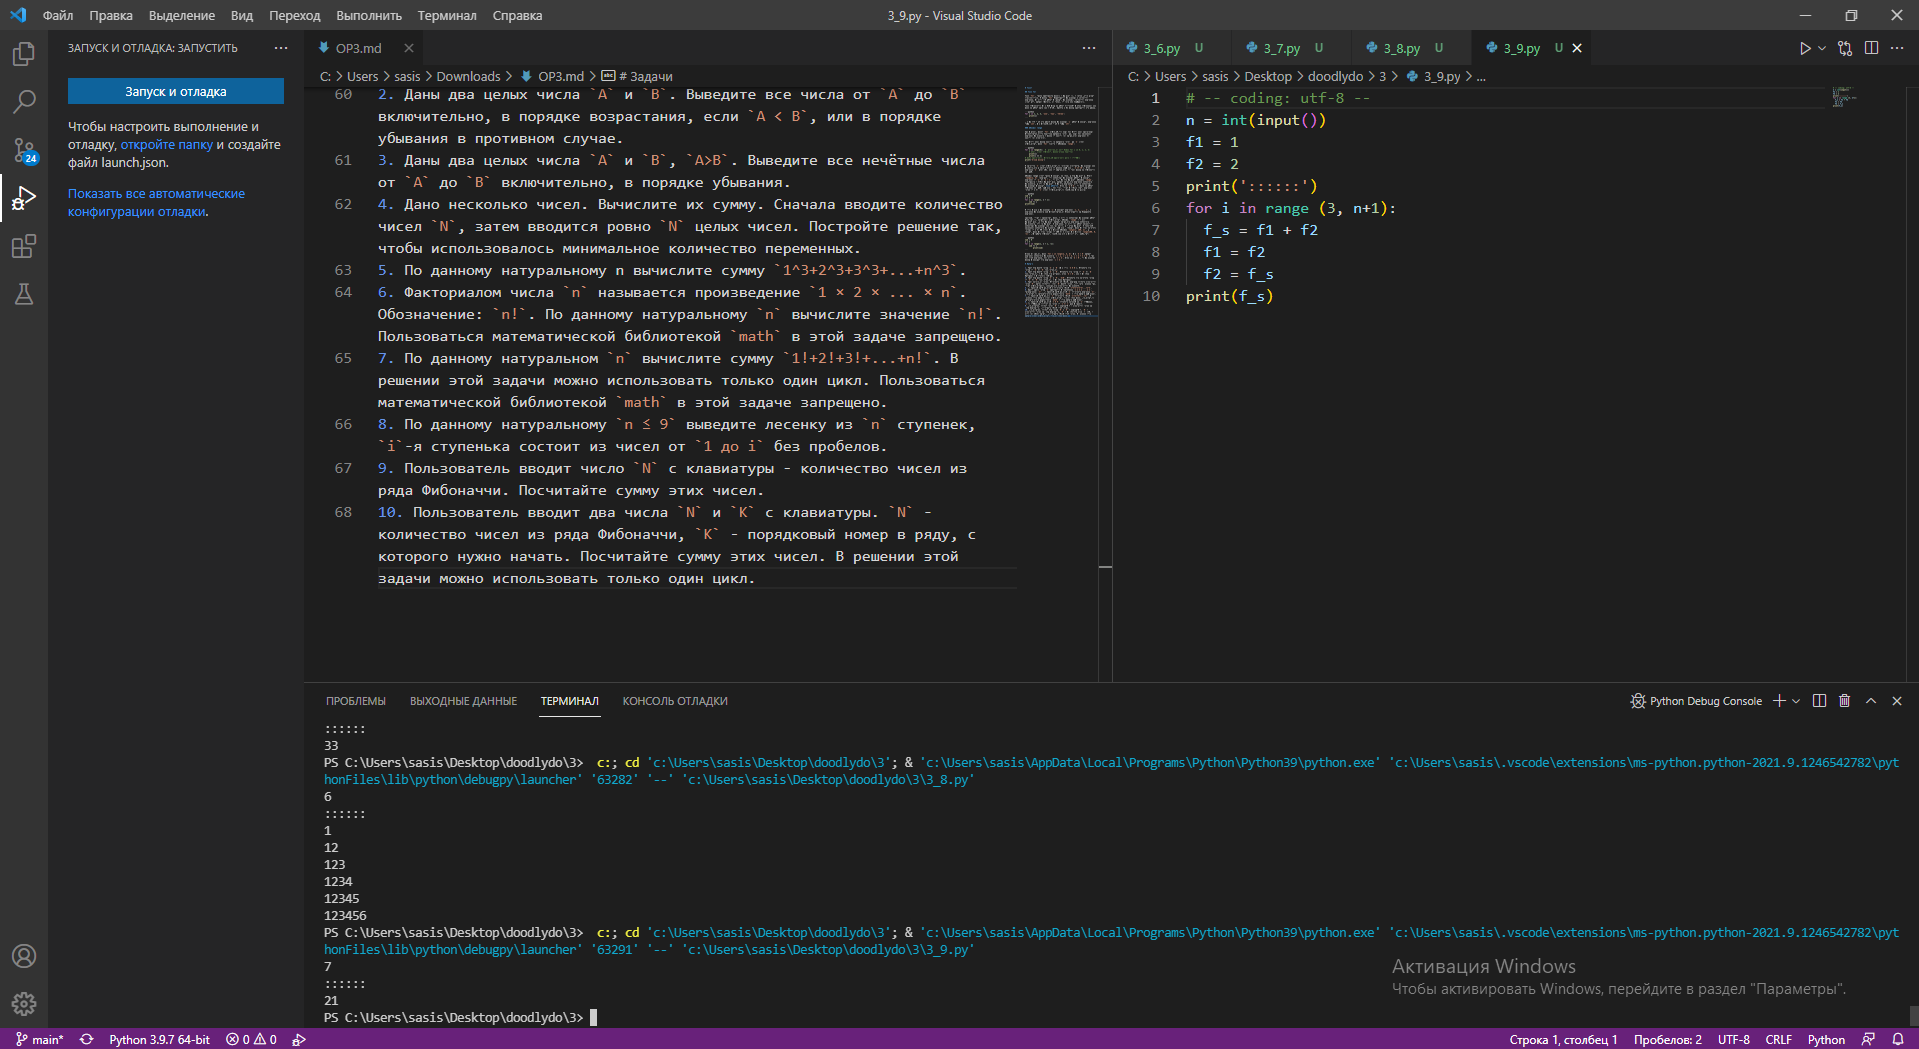 Файл Правка Выделение Вид Переход Выполнить Терминал Справка
3_9.py - Visual Studio Code
ЗАПУСК И ОТЛАДКА: ЗАПУСТИТЬ
Запуск и отладка
Чтобы настроить выполнение и
отладку, откройте папку и создайте
файл launch.json.
Показать все автоматические
конфигурации отладки.
24
OP3.md
C: > Users > sasis > Downloads > OP3.md > # Задачи
60 2. Даны два целых числа `A` и `B`. Выведите все числа от `A` до `B`
включительно, в порядке возрастания, если `A < B`, или в порядке
убывания в противном случае.
61 3. Даны два целых числа `A` и `B`, `A>B`. Выведите все нечётные числа
от `A` до `B` включительно, в порядке убывания.
62 4. Дано несколько чисел. Вычислите их сумму. Сначала вводите количество
чисел `N`, затем вводится ровно `N` целых чисел. Постройте решение так,
чтобы использовалось минимальное количество переменных.
63 5. По данному натуральному n вычислите сумму `1^3+2^3+3^3+...+n^3`.
64 6. Факториалом числа `n` называется произведение `1 × 2 × ... × n`.
Обозначение: `n!`. По данному натуральному `n` вычислите значение `n!`.
Пользоваться математической библиотекой `math` в этой задаче запрещено.
65 7. По данному натуральном `n` вычислите сумму `1!+2!+3!+...+n!`. В
решении этой задачи можно использовать только один цикл. Пользоваться
математической библиотекой `math` в этой задаче запрещено.
66 8. По данному натуральному `n ≤ 9` выведите лесенку из `n` ступенек,
`i`-я ступенька состоит из чисел от `1 до i` без пробелов.
67 9. Пользователь вводит число `N` с клавиатуры - количество чисел из
ряда Фибоначчи. Посчитайте сумму этих чисел.
68 10. Пользователь вводит два числа `N` и `K` с клавиатуры. `N` -
количество чисел из ряда Фибоначчи, `K` - порядковый номер в ряду, с
которого нужно начать. Посчитайте сумму этих чисел. В решении этой
задачи можно использовать только один цикл.
3_6.py U 3_7.py U 3_8.py U 3_9.py U
C: > Users > sasis > Desktop > doodlydo > 3 > 3_9.py > ...
1 # -- coding: utf-8 --
2 n = int(input())
3 f1 = 1
4 f2 = 2
5 print('::::::')
6 for i in range (3, n+1):
7 f_s = f1 + f2
8 f1 = f2
9 f2 = f_s
10 print(f_s)
ПРОБЛЕМЫ ВЫХОДНЫЕ ДАННЫЕ ТЕРМИНАЛ КОНСОЛЬ ОТЛАДКИ
Python Debug Console
::::::
33
PS C:\Users\sasis\Desktop\doodlydo\3> c:; cd 'c:\Users\sasis\Desktop\doodlydo\3'; & 'c:\Users\sasis\AppData\Local\Programs\Python\Python39\python.exe' 'c:\Users\sasis\.vscode\extensions\ms-python.python-2021.9.1246542782\pyt
honFiles\lib\python\debugpy\launcher' '63282' '--' 'c:\Users\sasis\Desktop\doodlydo\3\3_8.py'
6
::::::
1
12
123
1234
12345
123456
PS C:\Users\sasis\Desktop\doodlydo\3> c:; cd 'c:\Users\sasis\Desktop\doodlydo\3'; & 'c:\Users\sasis\AppData\Local\Programs\Python\Python39\python.exe' 'c:\Users\sasis\.vscode\extensions\ms-python.python-2021.9.1246542782\pyt
honFiles\lib\python\debugpy\launcher' '63291' '--' 'c:\Users\sasis\Desktop\doodlydo\3\3_9.py'
7
::::::
21
PS C:\Users\sasis\Desktop\doodlydo\3>
Активация Windows
Чтобы активировать Windows, перейдите в раздел "Параметры".
main* Python 3.9.7 64-bit 0 0
Строка 1, столбец 1 Пробелов: 2 UTF-8 CRLF Python